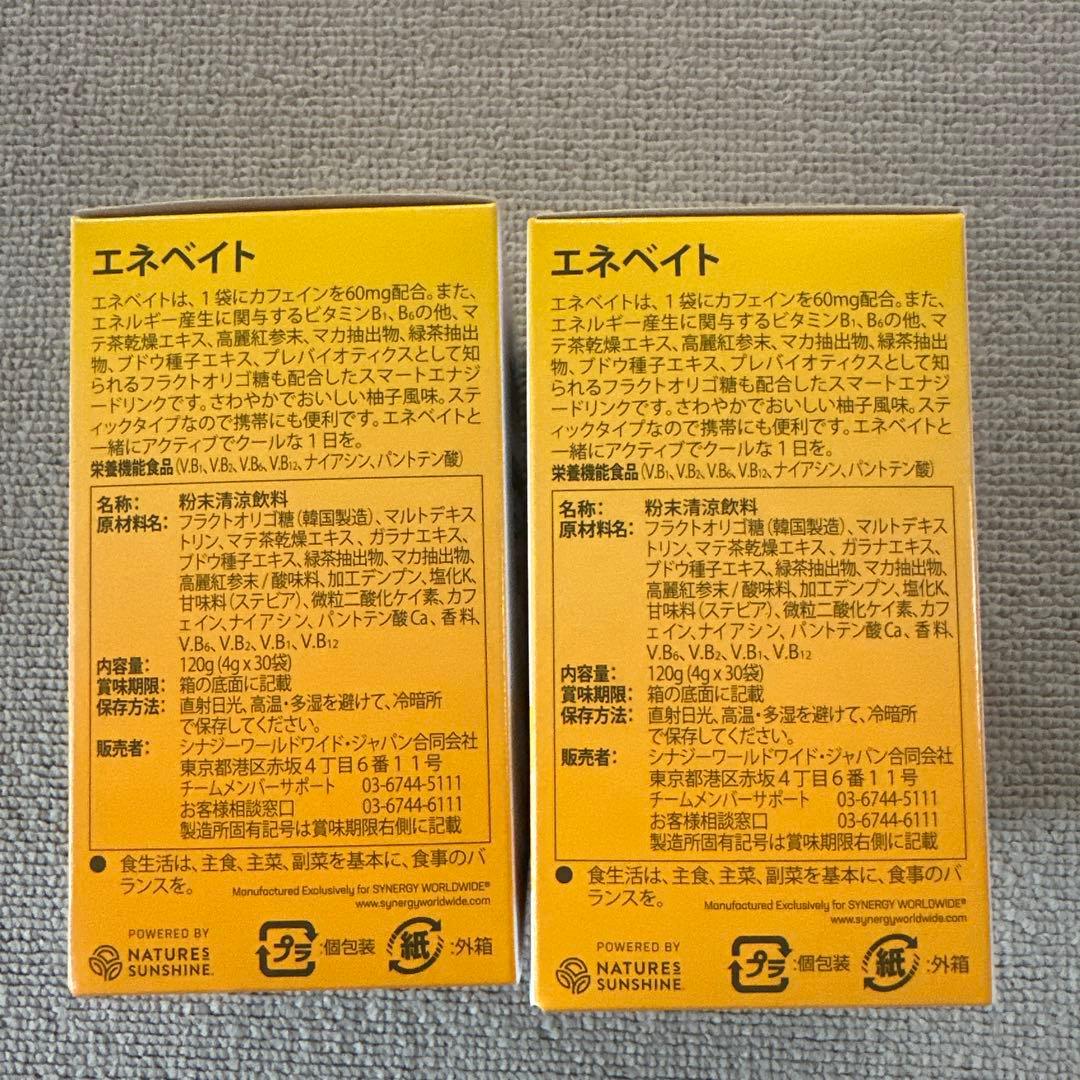 エネベイト
エネベイトは、1袋にカフェインを60mg配合。また、
エネルギー産生に関与するビタミンB₁、B₆の他、マ
テ茶乾燥エキス、高麗紅参末、マカ抽出物、緑茶抽出
物、ブドウ種子エキス、プレバイオティクスとして知
られるフラクトオリゴ糖も配合したスマートエナジ
ードリンクです。さわやかでおいしい柚子風味。ステ
ィックタイプなので携帯にも便利です。エネベイトと
一緒にアクティブでクールな1日を。
栄養機能食品(V.B₁、V.B₂、V.B₆、V.B₁₂、ナイアシン、パントテン酸)
名称: 粉末清涼飲料
原材料名: フラクトオリゴ糖(韓国製造)、マルトデキス
トリン、マテ茶乾燥エキス、ガラナエキス、
ブドウ種子エキス、緑茶抽出物、マカ抽出物、
高麗紅参末/酸味料、加工デンプン、塩化K、
甘味料(ステビア)、微粒二酸化ケイ素、カフ
ェイン、ナイアシン、パントテン酸Ca、香料、
V.B₆、V.B₂、V.B₁、V.B₁₂
内容量: 120g(4g x 30袋)
賞味期限: 箱の底面に記載
保存方法: 直射日光、高温・多湿を避けて、冷暗所
で保存してください。
販売者: シナジーワールドワイド・ジャパン合同会社
東京都港区赤坂4丁目6番11号
チームメンバーサポート 03-6744-5111
お客様相談窓口 03-6744-6111
製造所固有記号は賞味期限右側に記載
● 食生活は、主食、主菜、副菜を基本に、食事のバ
ランスを。
Manufactured Exclusively for SYNERGY WORLDWIDE®
www.synergyworldwide.com
POWERED BY
NATURE'S
SUNSHINE
プラ:個包装 紙:外箱
エネベイト
エネベイトは、1袋にカフェインを60mg配合。また、
エネルギー産生に関与するビタミンB₁、B₆の他、マ
テ茶乾燥エキス、高麗紅参末、マカ抽出物、緑茶抽出
物、ブドウ種子エキス、プレバイオティクスとして知
られるフラクトオリゴ糖も配合したスマートエナジ
ードリンクです。さわやかでおいしい柚子風味。ステ
ィックタイプなので携帯にも便利です。エネベイトと
一緒にアクティブでクールな1日を。
栄養機能食品(V.B₁、V.B₂、V.B₆、V.B₁₂、ナイアシン、パントテン酸)
名称: 粉末清涼飲料
原材料名: フラクトオリゴ糖(韓国製造)、マルトデキス
トリン、マテ茶乾燥エキス、ガラナエキス、
ブドウ種子エキス、緑茶抽出物、マカ抽出物、
高麗紅参末/酸味料、加工デンプン、塩化K、
甘味料(ステビア)、微粒二酸化ケイ素、カフ
ェイン、ナイアシン、パントテン酸Ca、香料、
V.B₆、V.B₂、V.B₁、V.B₁₂
内容量: 120g(4g x 30袋)
賞味期限: 箱の底面に記載
保存方法: 直射日光、高温・多湿を避けて、冷暗所
で保存してください。
販売者: シナジーワールドワイド・ジャパン合同会社
東京都港区赤坂4丁目6番11号
チームメンバーサポート 03-6744-5111
お客様相談窓口 03-6744-6111
製造所固有記号は賞味期限右側に記載
● 食生活は、主食、主菜、副菜を基本に、食事のバ
ランスを。
Manufactured Exclusively for SYNERGY WORLDWIDE®
www.synergyworldwide.com
POWERED BY
NATURE'S
SUNSHINE
プラ:個包装 紙:外箱